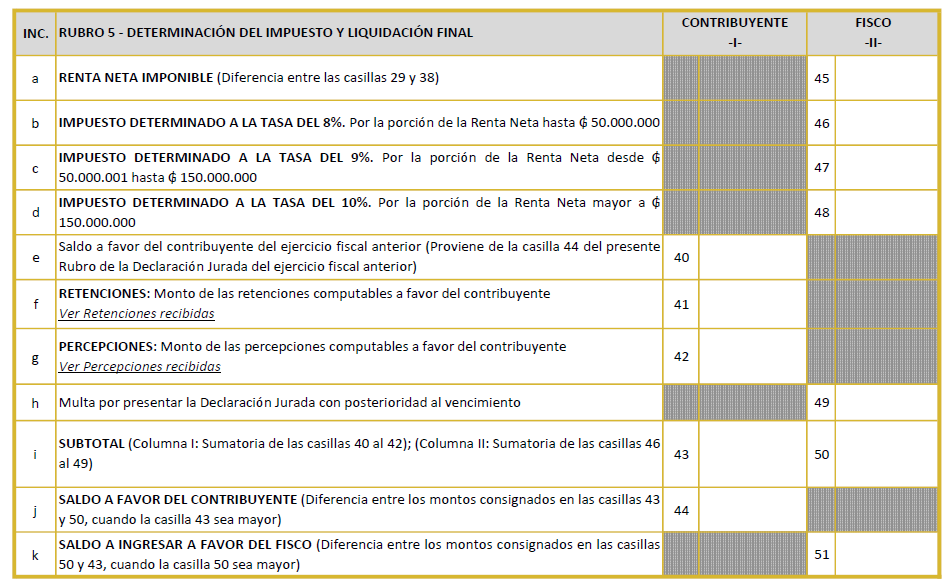 INC. RUBRO 5 - DETERMINACIÓN DEL IMPUESTO Y LIQUIDACIÓN FINAL CONTRIBUYENTE -I- FISCO -II-
a RENTA NETA IMPONIBLE (Diferencia entre las casillas 29 y 38) 45
b IMPUESTO DETERMINADO A LA TASA DEL 8%. Por la porción de la Renta Neta hasta ₲ 50.000.000 46
c IMPUESTO DETERMINADO A LA TASA DEL 9%. Por la porción de la Renta Neta desde ₲
50.000.001 hasta ₲ 150.000.000 47
d IMPUESTO DETERMINADO A LA TASA DEL 10%. Por la porción de la Renta Neta mayor a ₲
150.000.000 48
e Saldo a favor del contribuyente del ejercicio fiscal anterior (Proviene de la casilla 44 del presente
Rubro de la Declaración Jurada del ejercicio fiscal anterior) 40
f RETENCIONES: Monto de las retenciones computables a favor del contribuyente
Ver Retenciones recibidas 41
g PERCEPCIONES: Monto de las percepciones computables a favor del contribuyente
Ver Percepciones recibidas 42
h Multa por presentar la Declaración Jurada con posterioridad al vencimiento 49
i SUBTOTAL (Columna I: Sumatoria de las casillas 40 al 42); (Columna II: Sumatoria de las casillas 46
al 49) 43 50
j SALDO A FAVOR DEL CONTRIBUYENTE (Diferencia entre los montos consignados en las casillas 43
y 50, cuando la casilla 43 sea mayor) 44
k SALDO A INGRESAR A FAVOR DEL FISCO (Diferencia entre los montos consignados en las casillas
50 y 43, cuando la casilla 50 sea mayor) 51